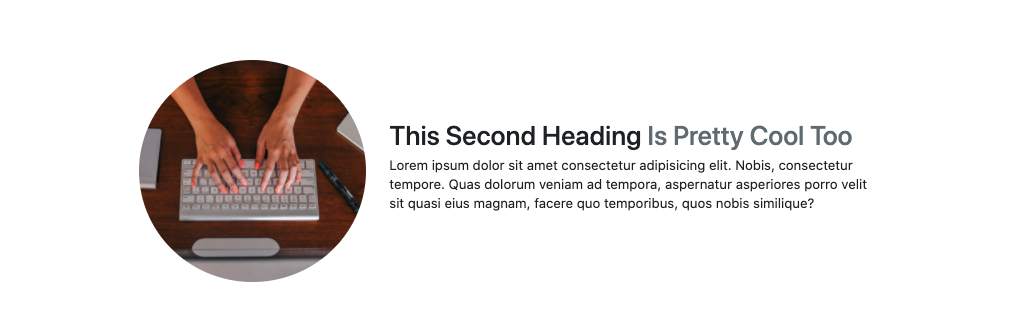 This Second Heading Is Pretty Cool Too
Lorem ipsum dolor sit amet consectetur adipisicing elit. Nobis, consectetur
tempore. Quas dolorum veniam ad tempora, aspernatur asperiores porro velit
sit quasi eius magnam, facere quo temporibus, quos nobis similique?